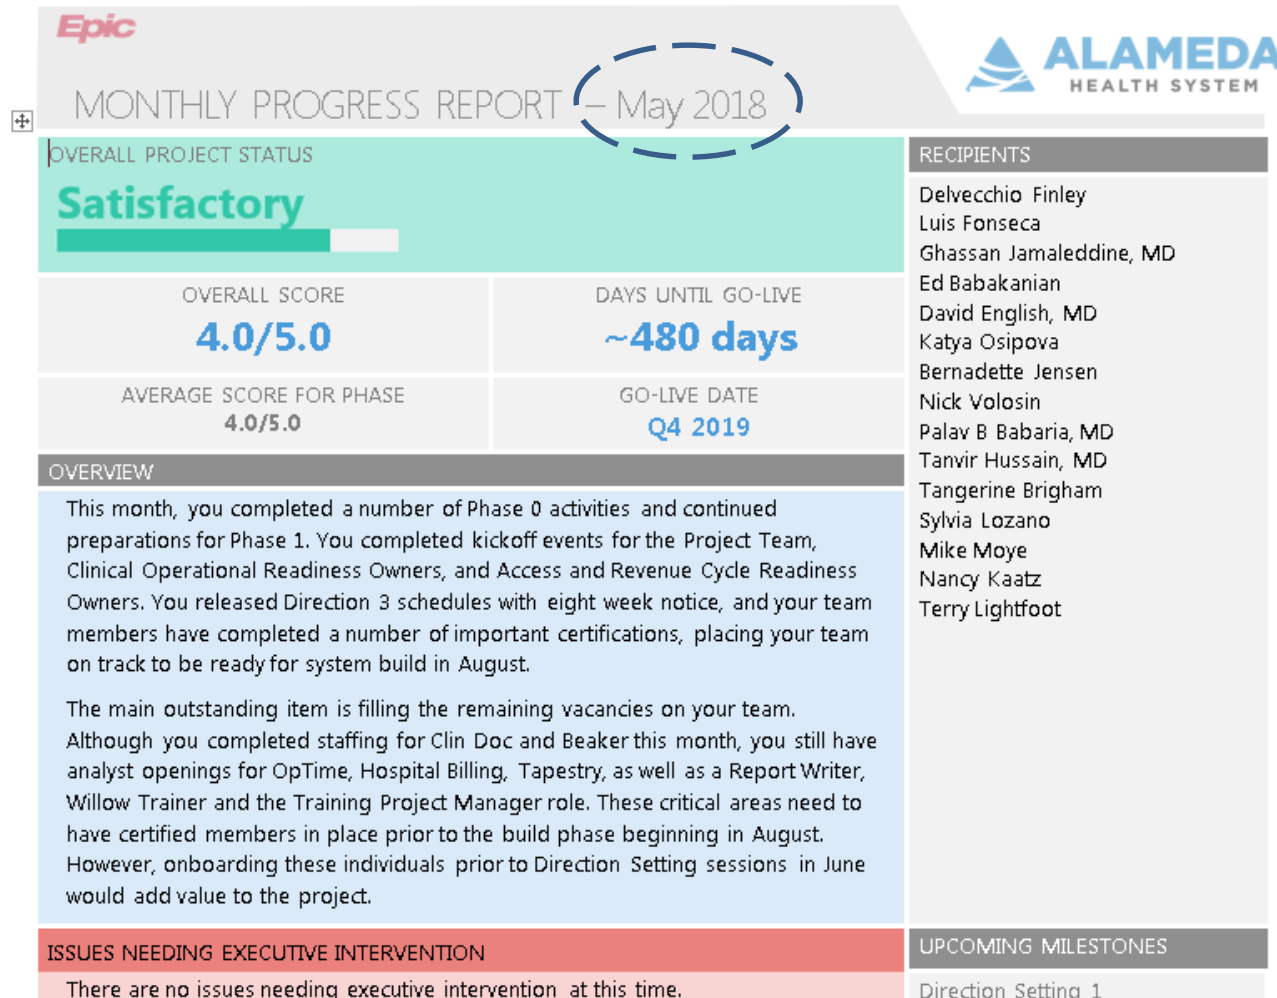 Epic
ALAMEDA
HEALTH SYSTEM
MONTHLY PROGRESS REPORT – May 2018
OVERALL PROJECT STATUS
Satisfactory
OVERALL SCORE
4.0/5.0
DAYS UNTIL GO-LIVE
~480 days
AVERAGE SCORE FOR PHASE
4.0/5.0
GO-LIVE DATE
Q4 2019
OVERVIEW
This month, you completed a number of Phase 0 activities and continued
preparations for Phase 1. You completed kickoff events for the Project Team,
Clinical Operational Readiness Owners, and Access and Revenue Cycle Readiness
Owners. You released Direction 3 schedules with eight week notice, and your team
members have completed a number of important certifications, placing your team
on track to be ready for system build in August.
The main outstanding item is filling the remaining vacancies on your team.
Although you completed staffing for Clin Doc and Beaker this month, you still have
analyst openings for OpTime, Hospital Billing, Tapestry, as well as a Report Writer,
Willow Trainer and the Training Project Manager role. These critical areas need to
have certified members in place prior to the build phase beginning in August.
However, onboarding these individuals prior to Direction Setting sessions in June
would add value to the project.
ISSUES NEEDING EXECUTIVE INTERVENTION
There are no issues needing executive intervention at this time.
RECIPIENTS
Delvecchio Finley
Luis Fonseca
Ghassan Jamaleddine, MD
Ed Babakanian
David English, MD
Katya Osipova
Bernadette Jensen
Nick Volosin
Palav B Babaria, MD
Tanvir Hussain, MD
Tangerine Brigham
Sylvia Lozano
Mike Moye
Nancy Kaatz
Terry Lightfoot
UPCOMING MILESTONES
Direction Setting 1